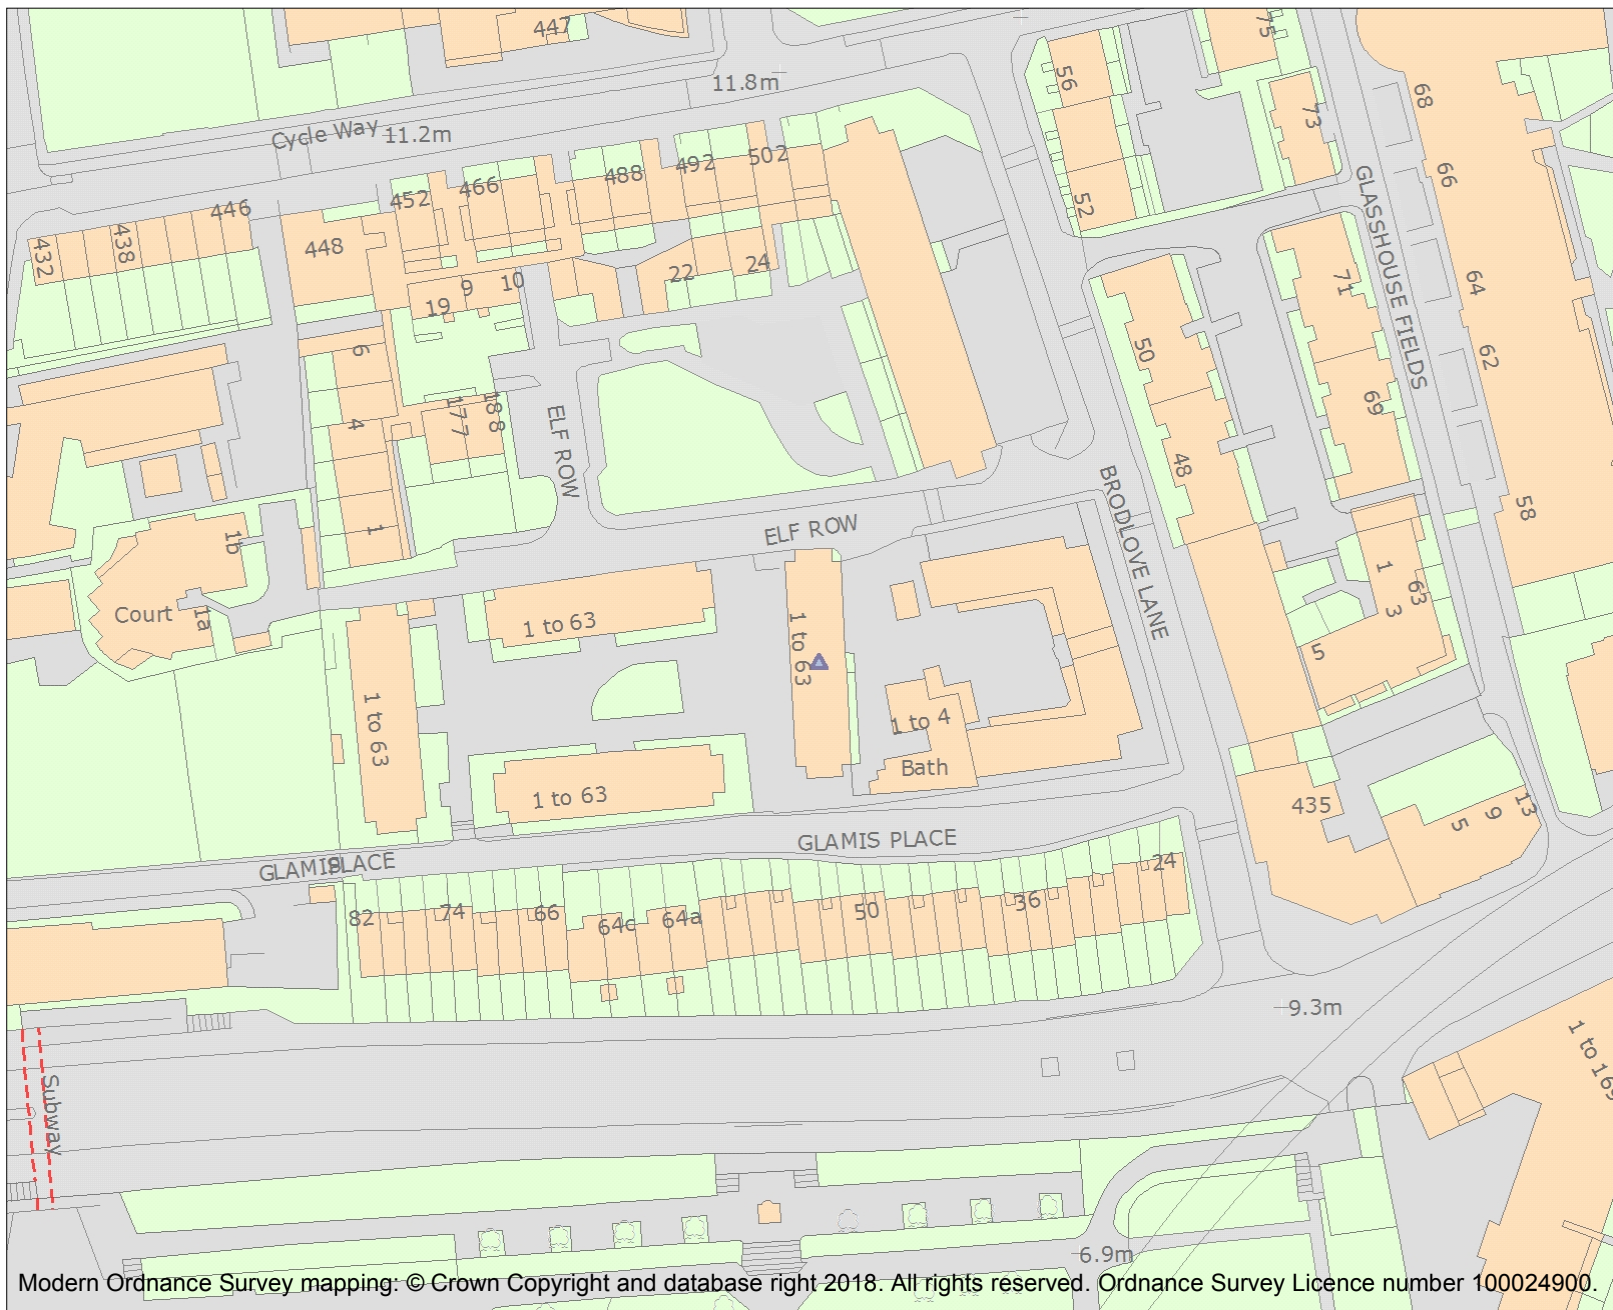 447
75
56
11.8m
68
73
Cycle Way
11.2m
66
GLASSHOUSE FIELDS
502
492
488
466
452
446
52
432
438
448
22
24
9
10
19
64
71
50
62
6
69
4
177
188
ELF ROW
48
58
1
ELF ROW
BRODLOVE LANE
1b
Court
1a
1 to 63
1 to 63
1
63
3
5
1 to 63
1 to 4
Bath
1 to 63
435
13
9
5
GLAMIS PLACE
GLAMIS PLACE
24
82
74
66
64c
64a
50
36
9.3m
Subway
1 to 169
6.9m
Modern Ordnance Survey mapping: © Crown Copyright and database right 2018. All rights reserved. Ordnance Survey Licence number 100024900.